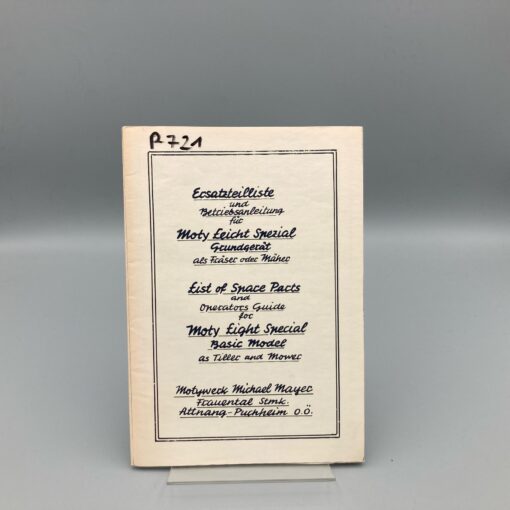 P721
Ersatzteilliste
und
Betriebsanleitung
für
Moty Leicht Spezial
Grundgerät
als Fräser oder Mäher
List of Space Parts
and
Operators Guide
for
Moty Light Special
Basic Model
as Tiller and Mower
Motywerk Michael Mayer
Frauental Stmk.
Attnang-Puchheim O.Ö.